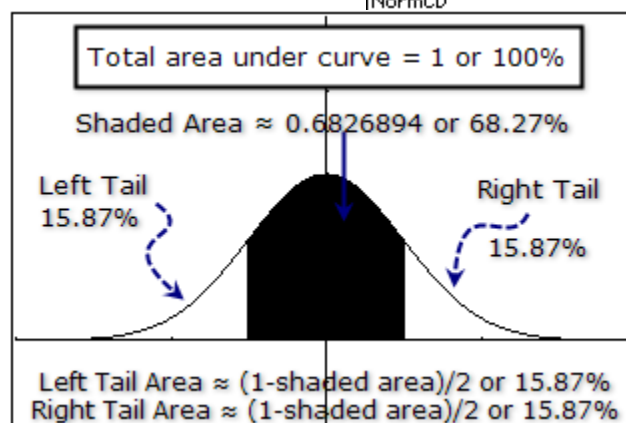 NormCD
Total area under curve = 1 or 100%
Shaded Area ≈ 0.6826894 or 68.27%
Left Tail
15.87%
Right Tail
15.87%
Left Tail Area ≈ (1-shaded area)/2 or 15.87%
Right Tail Area ≈ (1-shaded area)/2 or 15.87%